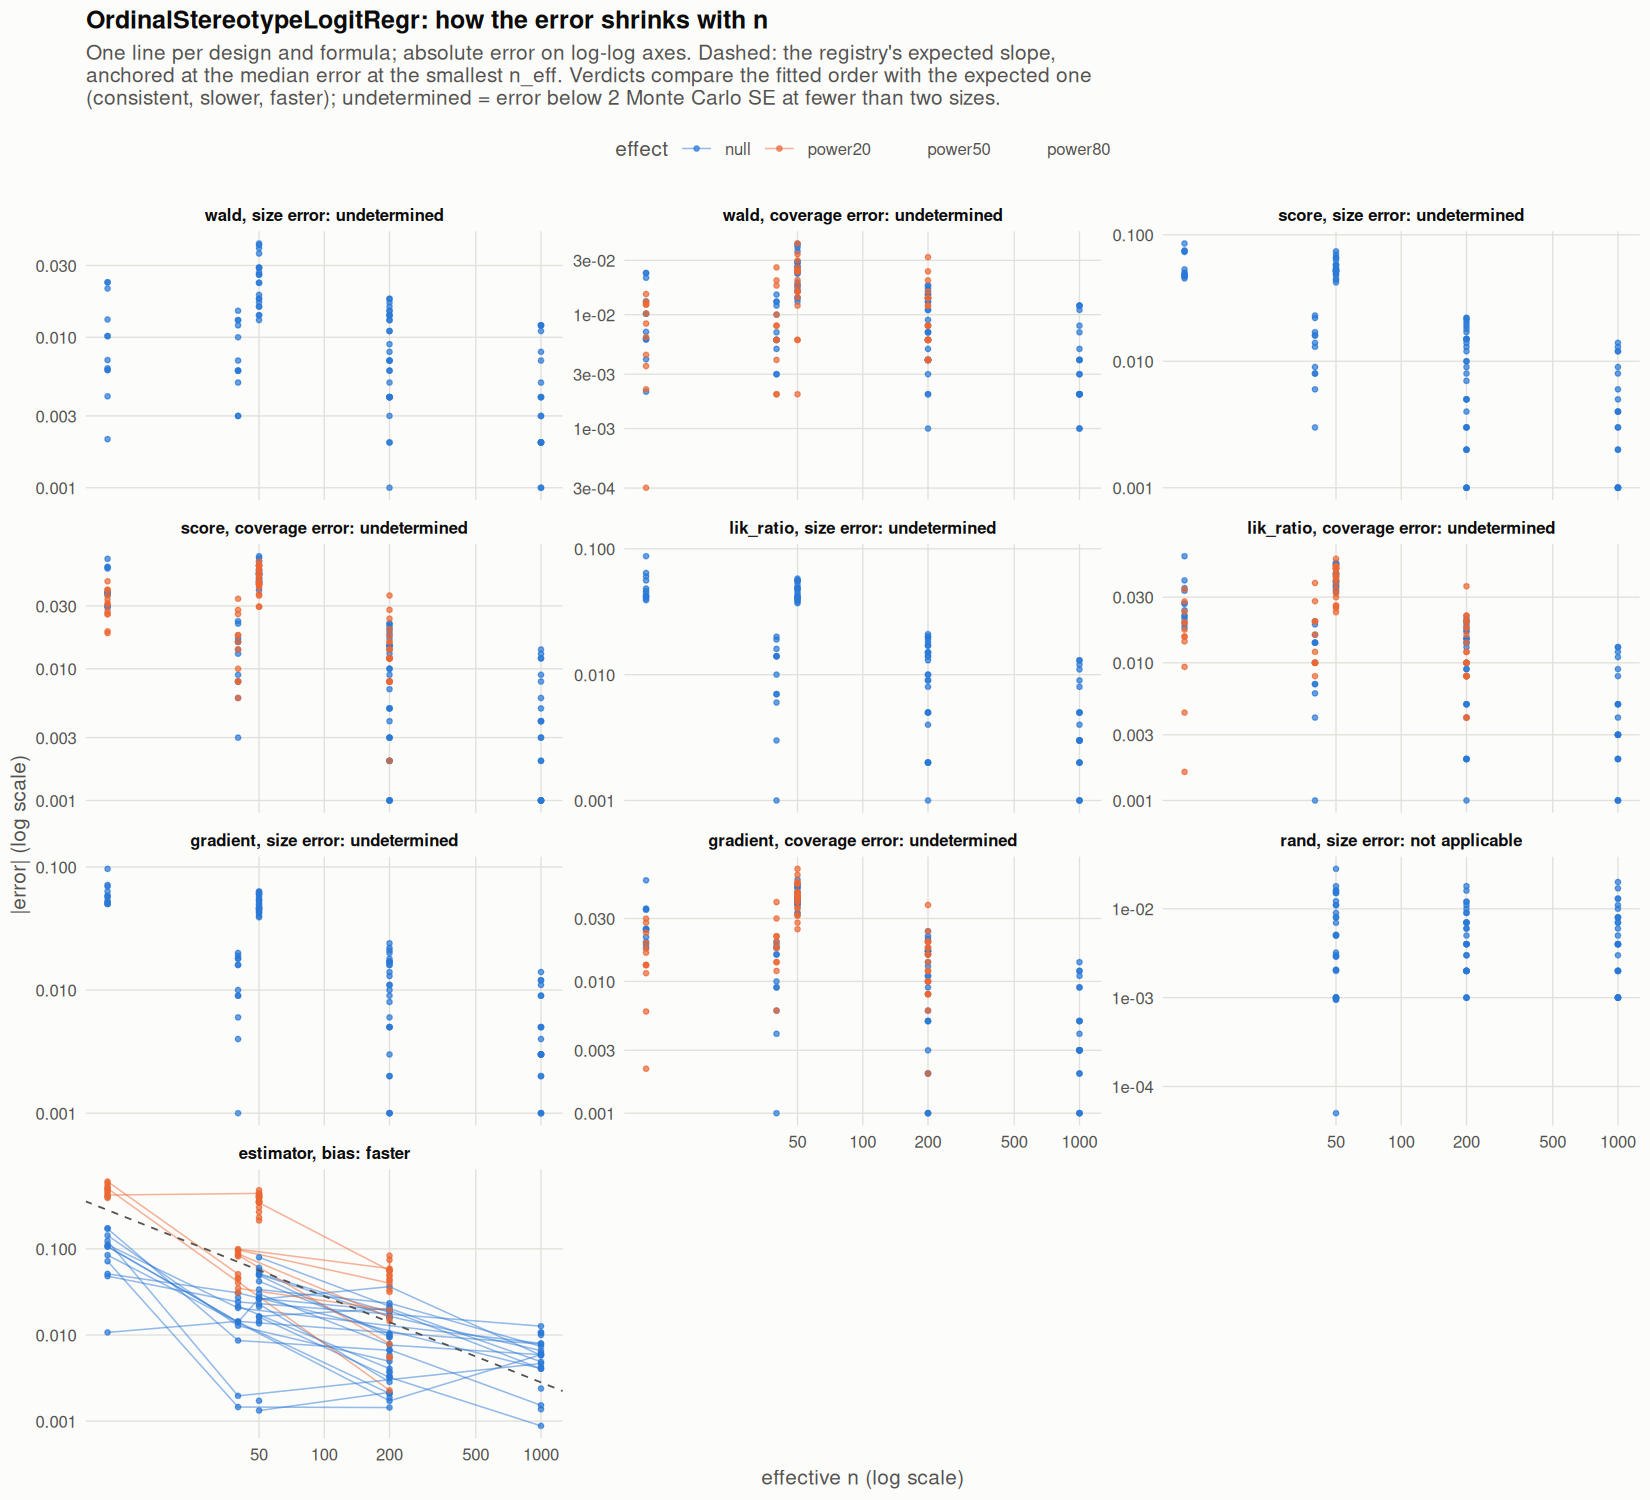 OrdinalStereotypeLogitRegr: how the error shrinks with n
One line per design and formula; absolute error on log-log axes. Dashed: the registry's expected slope,
anchored at the median error at the smallest n_eff. Verdicts compare the fitted order with the expected one
(consistent, slower, faster); undetermined = error below 2 Monte Carlo SE at fewer than two sizes.
effect null power20 power50 power80
wald, size error: undetermined
0.030
0.010
0.003
0.001
wald, coverage error: undetermined
3e-02
1e-02
3e-03
1e-03
3e-04
score, size error: undetermined
0.100
0.010
0.001
score, coverage error: undetermined
0.030
0.010
0.003
0.001
lik_ratio, size error: undetermined
0.100
0.010
0.001
lik_ratio, coverage error: undetermined
0.030
0.010
0.003
0.001
gradient, size error: undetermined
0.100
0.010
0.001
gradient, coverage error: undetermined
0.030
0.010
0.003
0.001
50 100 200 500 1000
rand, size error: not applicable
1e-02
1e-03
1e-04
50 100 200 500 1000
estimator, bias: faster
0.100
0.010
0.001
50 100 200 500 1000
|error| (log scale)
effective n (log scale)